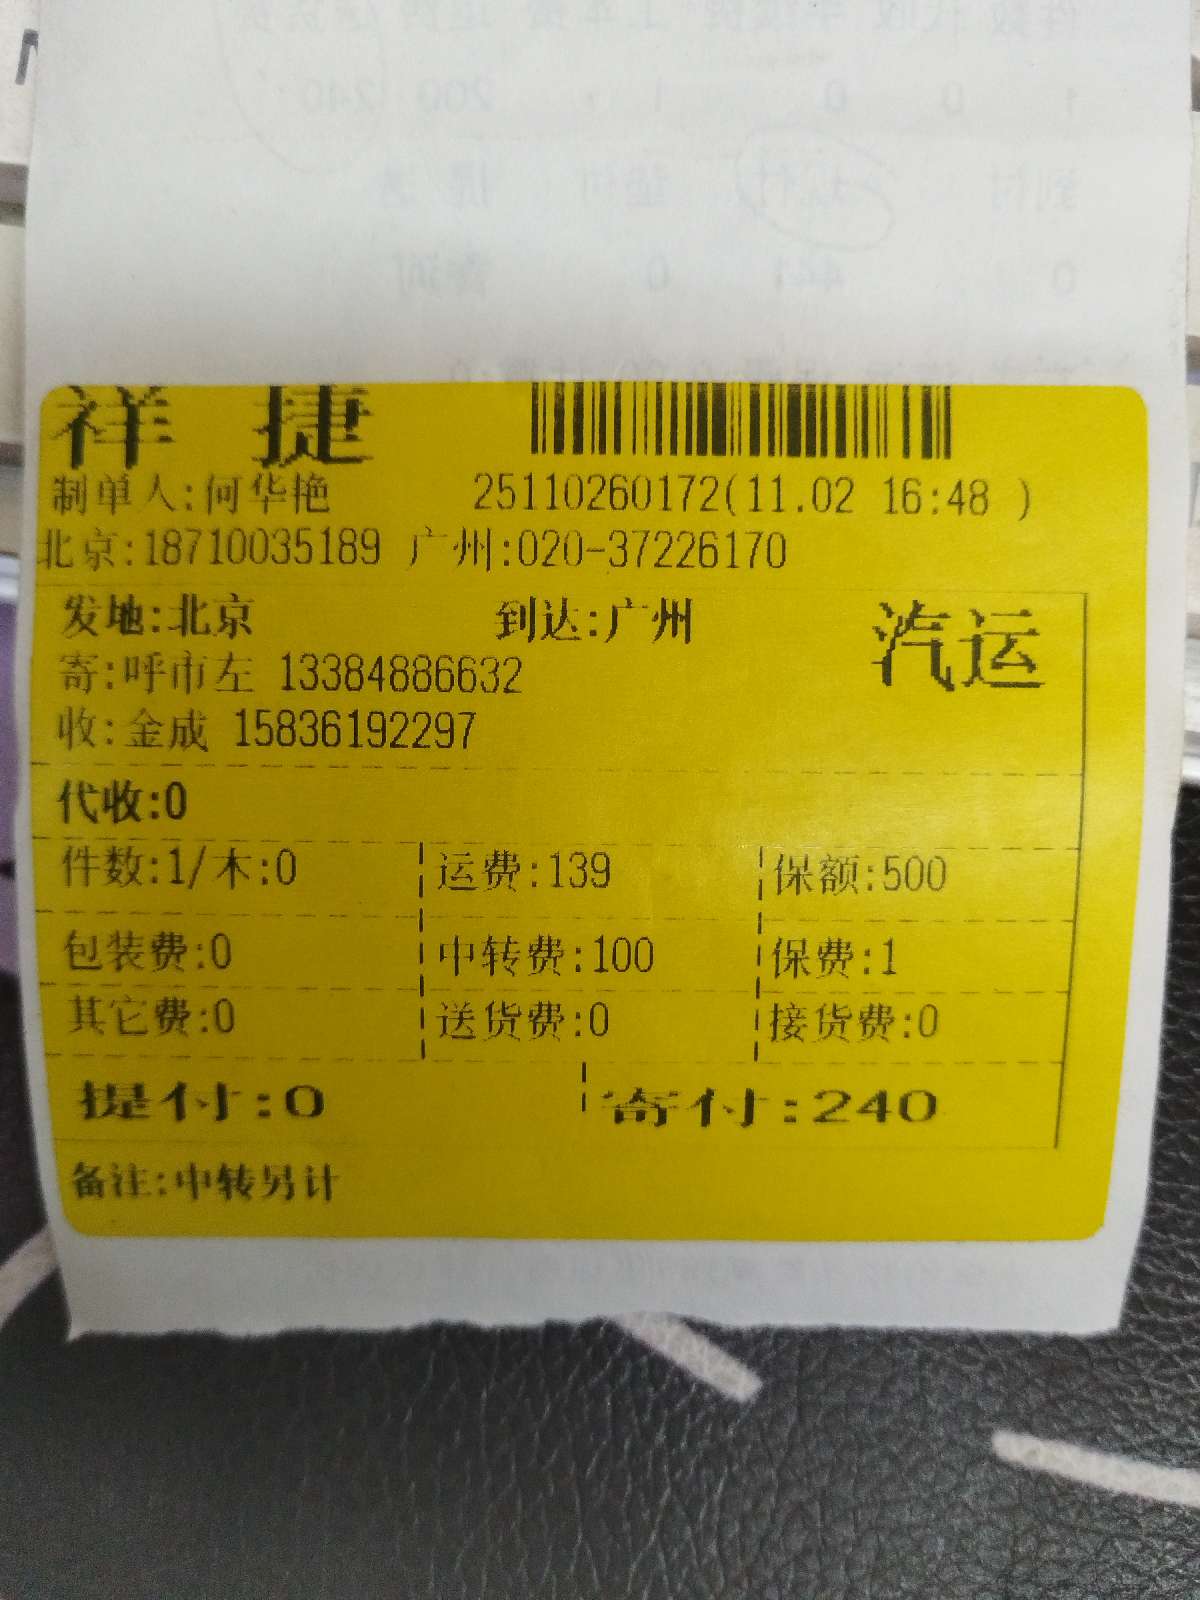 祥 捷
制单人:何华艳 25110260172(11.02 16:48 )
北京:18710035189 广州:020-37226170
发地:北京 到达:广州 汽运
寄:呼市左 13384886632
收:金成 15836192297
代收:0
件数:1/木:0 运费:139 保额:500
包装费:0 中转费:100 保费:1
其它费:0 送货费:0 接货费:0
提付:0 寄付:240
备注:中转另计